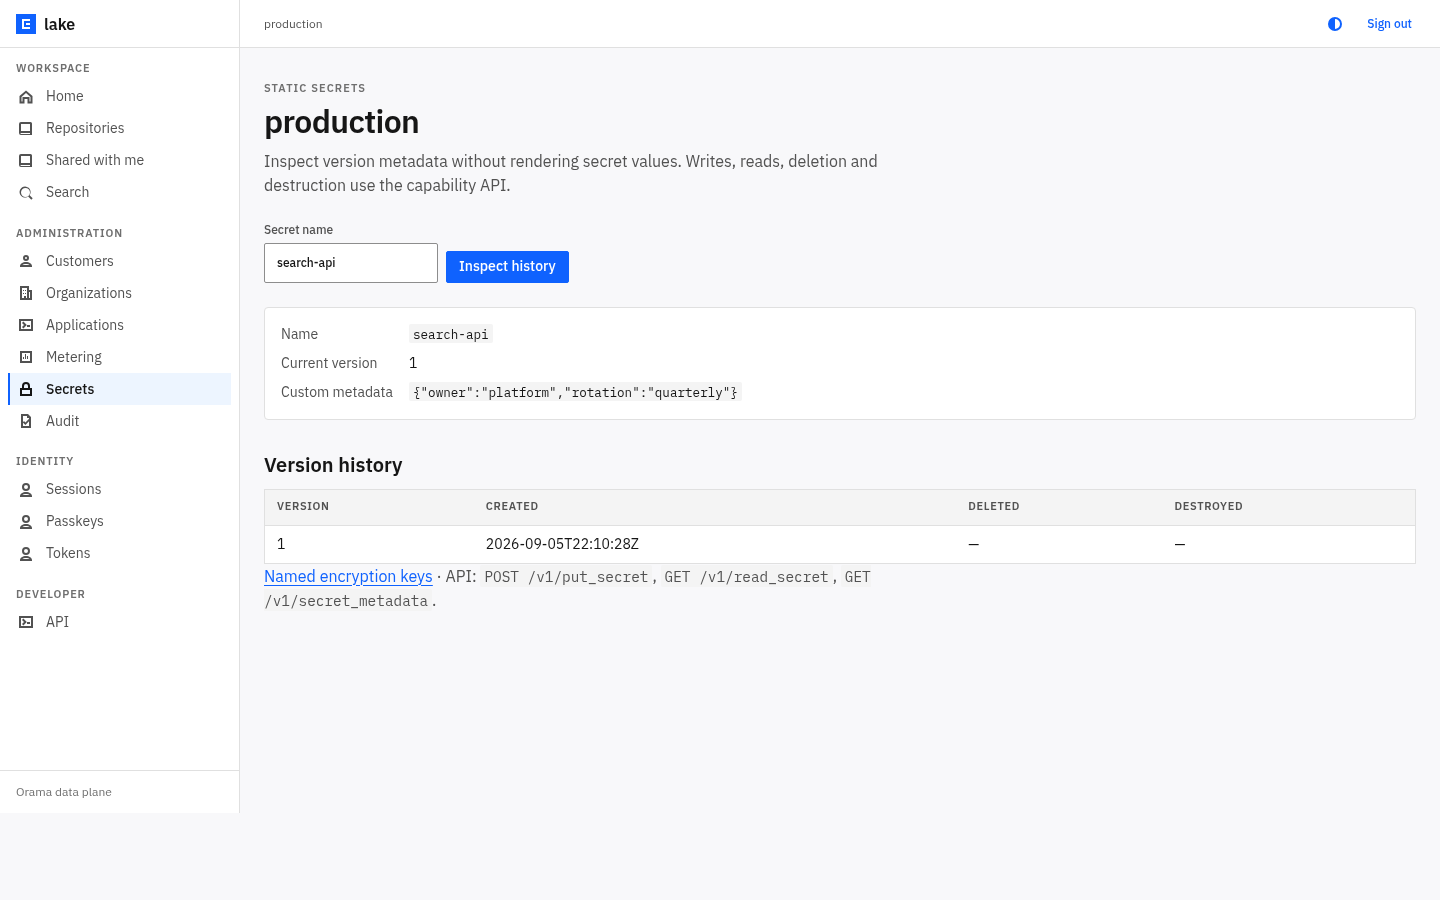 lake
production
Sign out
WORKSPACE
Home
Repositories
Shared with me
Search
ADMINISTRATION
Customers
Organizations
Applications
Metering
Secrets
Audit
IDENTITY
Sessions
Passkeys
Tokens
DEVELOPER
API
Orama data plane
STATIC SECRETS
production
Inspect version metadata without rendering secret values. Writes, reads, deletion and
destruction use the capability API.
Secret name
search-api
Inspect history
Name search-api
Current version 1
Custom metadata {"owner":"platform","rotation":"quarterly"}
Version history
VERSION CREATED DELETED DESTROYED
1 2026-09-05T22:10:28Z — —
Named encryption keys · API: POST /v1/put_secret, GET /v1/read_secret, GET
/v1/secret_metadata.